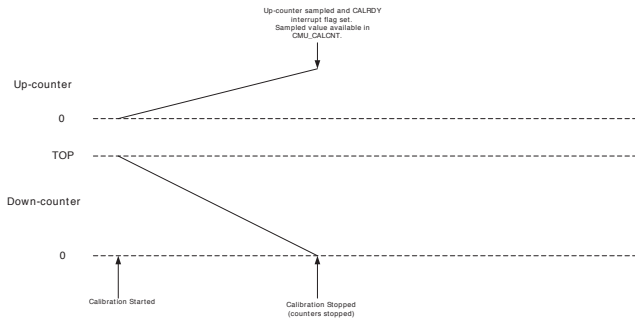 Up-counter sampled and CALRDY
interrupt flag set.
Sampled value available in
CMU_CALCNT.
Up-counter
0
TOP
Down-counter
0
Calibration Started
Calibration Stopped
(counters stopped)